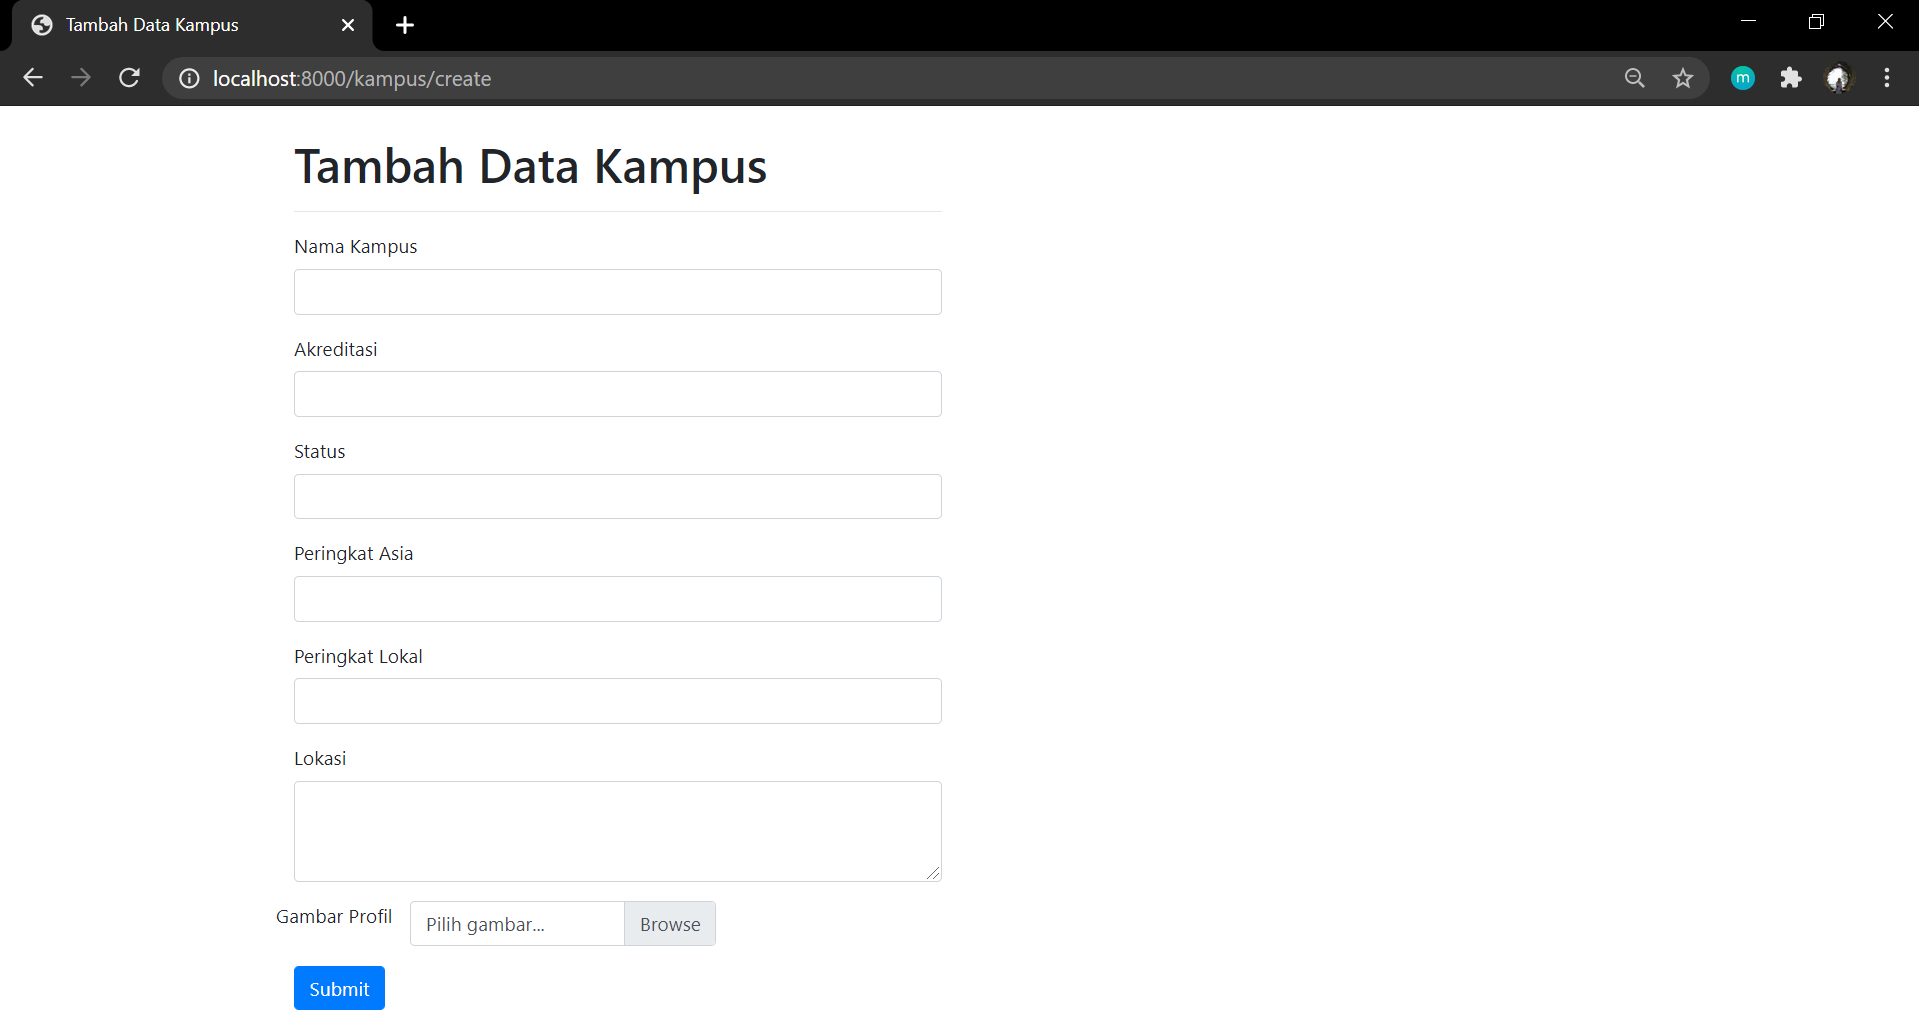 Tambah Data Kampus
localhost:8000/kampus/create
m
Tambah Data Kampus
Nama Kampus
Akreditasi
Status
Peringkat Asia
Peringkat Lokal
Lokasi
Gambar Profil Pilih gambar... Browse
Submit